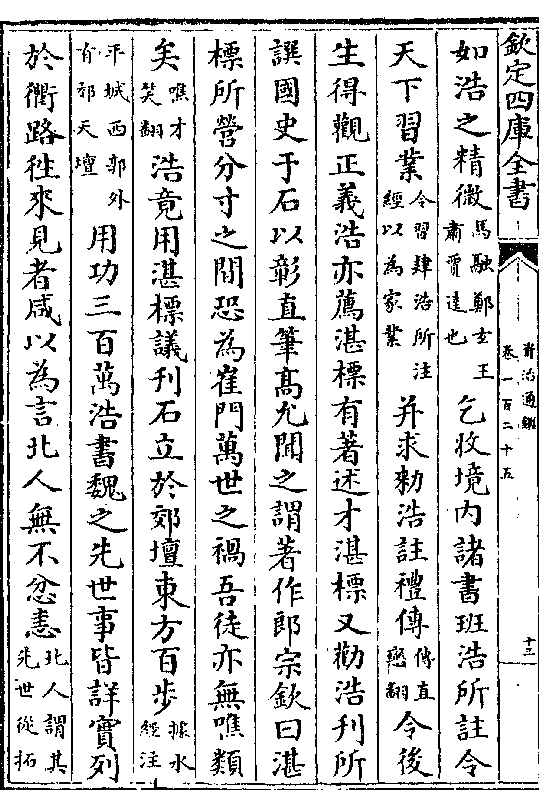 欽定四庫全書
資治通鑑
卷一百二十五
十三
如浩之精微馬融鄭玄王肅賈逵也乞收境内諸書班浩所註令
天下習業令習肄浩所注經以為家業并求勑浩註禮傳傳直戀翻令後
生得觀正義浩亦薦湛標有著述才湛標又勸浩刊所
譔國史于石以彰直筆髙允聞之謂著作郎宗欽曰湛
標所營分寸之間恐為崔門萬世之禍吾徒亦無噍類
矣噍才笑翻浩竟用湛標議刊石立於郊壇東方百步㨿水經注
平城西郭外有郊天壇用功三百萬浩書魏之先世事皆詳實列
於衢路徃來見者咸以為言北人無不忿恚北人謂其先世從拓